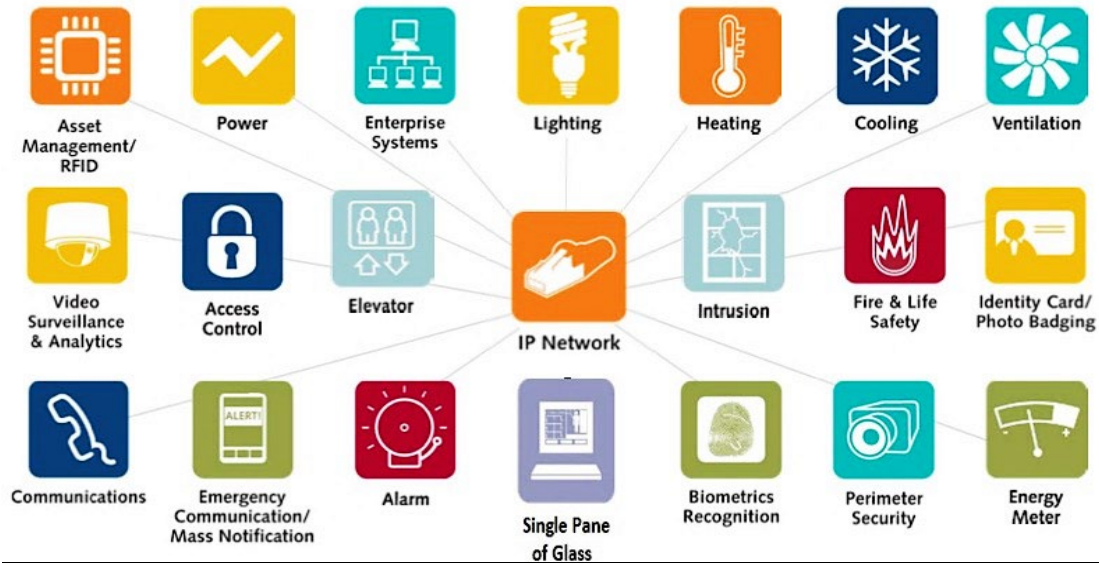 Asset
Management/
RFID
Power
Enterprise
Systems
Lighting
Heating
Cooling
Ventilation
Video
Surveillance
& Analytics
Access
Control
Elevator
IP Network
Intrusion
Fire & Life
Safety
Identity Card/
Photo Badging
Communications
ALERT!
Emergency
Communication/
Mass Notification
Alarm
Single Pane
of Glass
Biometrics
Recognition
Perimeter
Security
- +
Energy
Meter